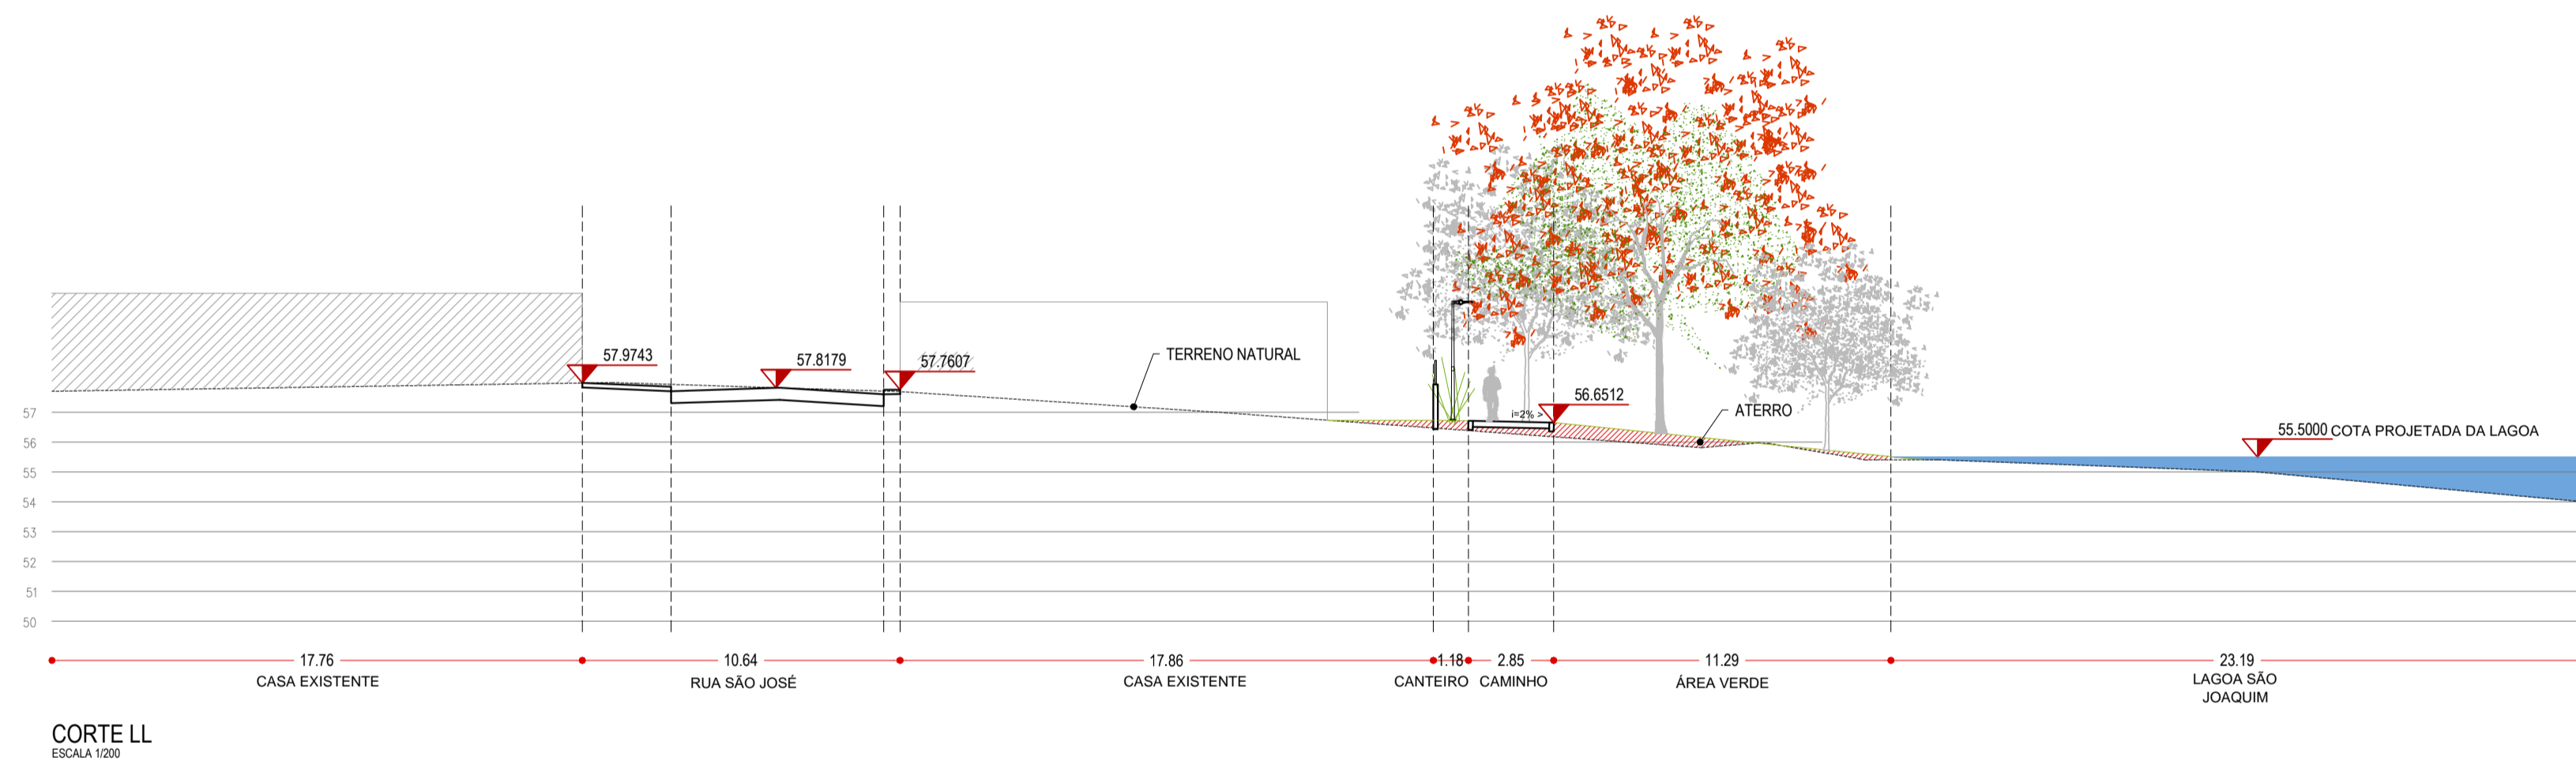 57.9743
57.8179
57.7607
TERRENO NATURAL
i=2% >
56.6512
ATERRO
55.5000 COTA PROJETADA DA LAGOA
57
56
55
54
53
52
51
50
17.76
10.64
17.86
1.18
2.85
11.29
23.19
CASA EXISTENTE
RUA SÃO JOSÉ
CASA EXISTENTE
CANTEIRO
CAMINHO
ÁREA VERDE
LAGOA SÃO
JOAQUIM
CORTE LL
ESCALA 1/200